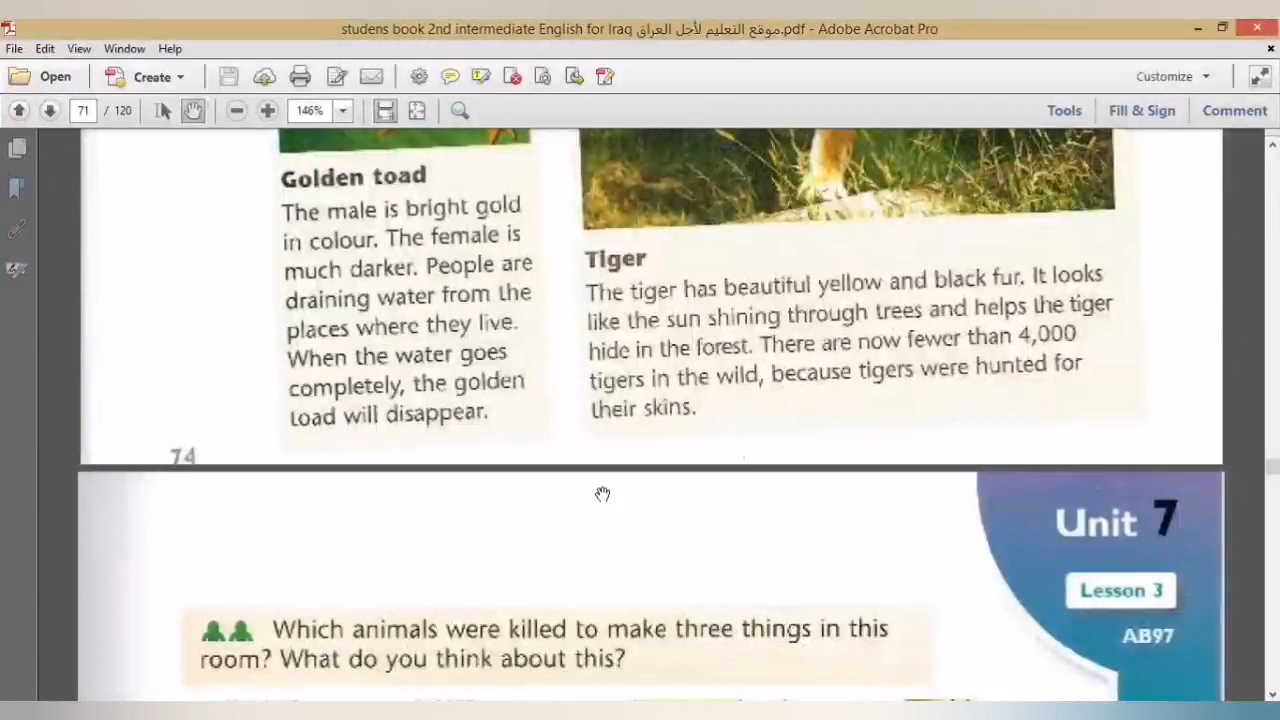 studens book 2nd intermediate English for Iraq موقع التعليم لأجل العراق.pdf - Adobe Acrobat Pro
File Edit View Window Help
Open Create Customize
71 / 120 146% Tools Fill & Sign Comment
Golden toad
The male is bright gold
in colour. The female is
much darker. People are
draining water from the
places where they live.
When the water goes
completely, the golden
toad will disappear.
Tiger
The tiger has beautiful yellow and black fur. It looks
like the sun shining through trees and helps the tiger
hide in the forest. There are now fewer than 4,000
tigers in the wild, because tigers were hunted for
their skins.
74
Unit 7
Lesson 3
AB97
Which animals were killed to make three things in this
room? What do you think about this?